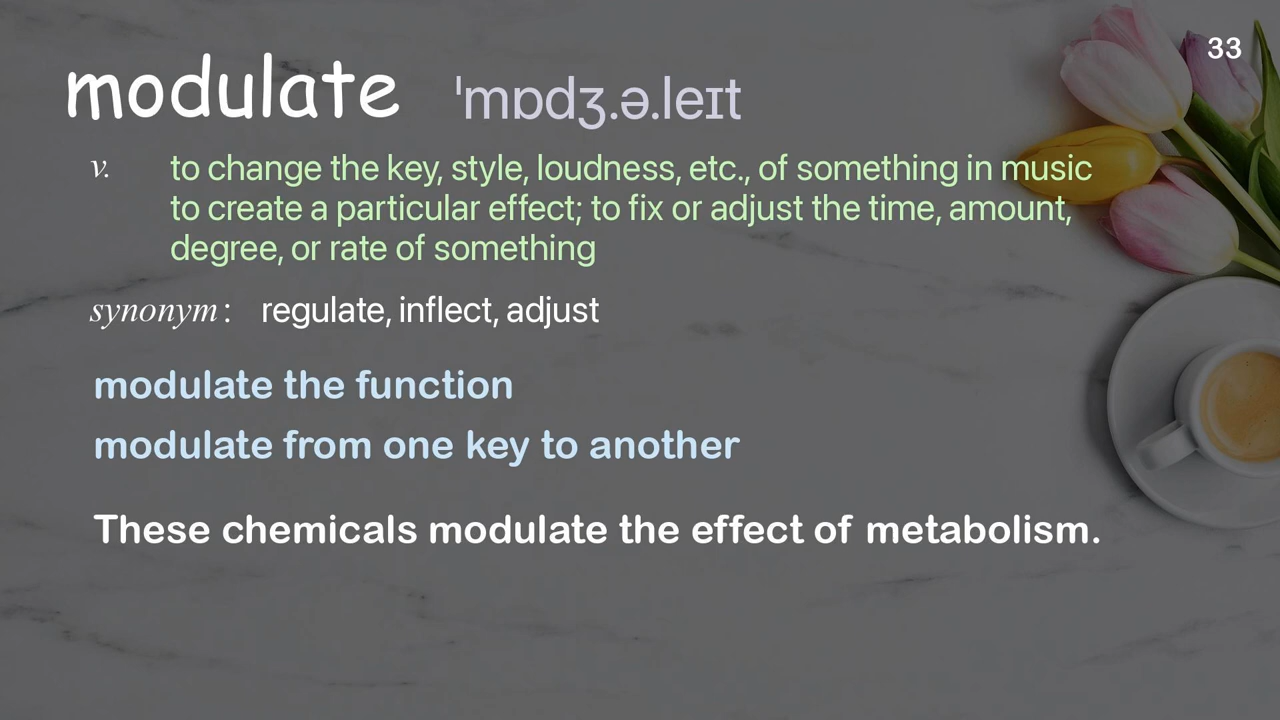 33
modulate ˈmɒdʒ.ə.leɪt
v. to change the key, style, loudness, etc., of something in music
to create a particular effect; to fix or adjust the time, amount,
degree, or rate of something
synonym: regulate, inflect, adjust
modulate the function
modulate from one key to another
These chemicals modulate the effect of metabolism.